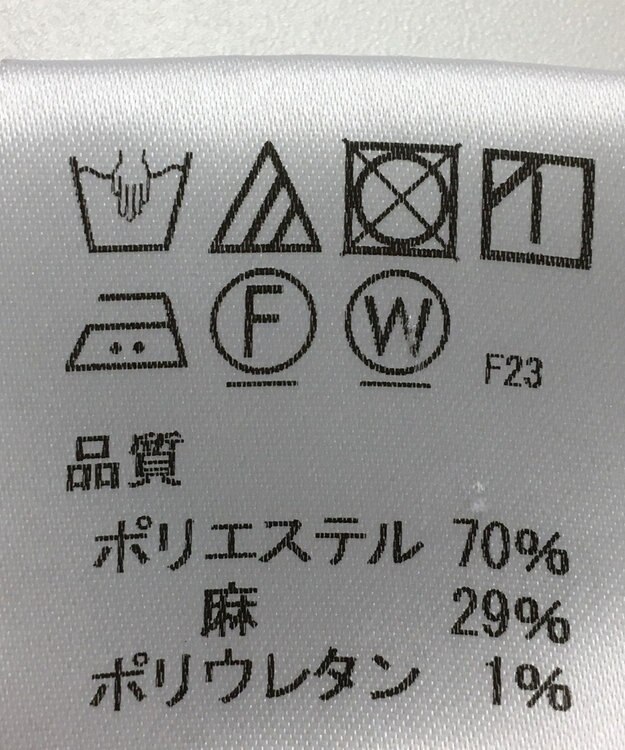 F W F23
品質
ポリエステル 70%
麻 29%
ポリウレタン 1%